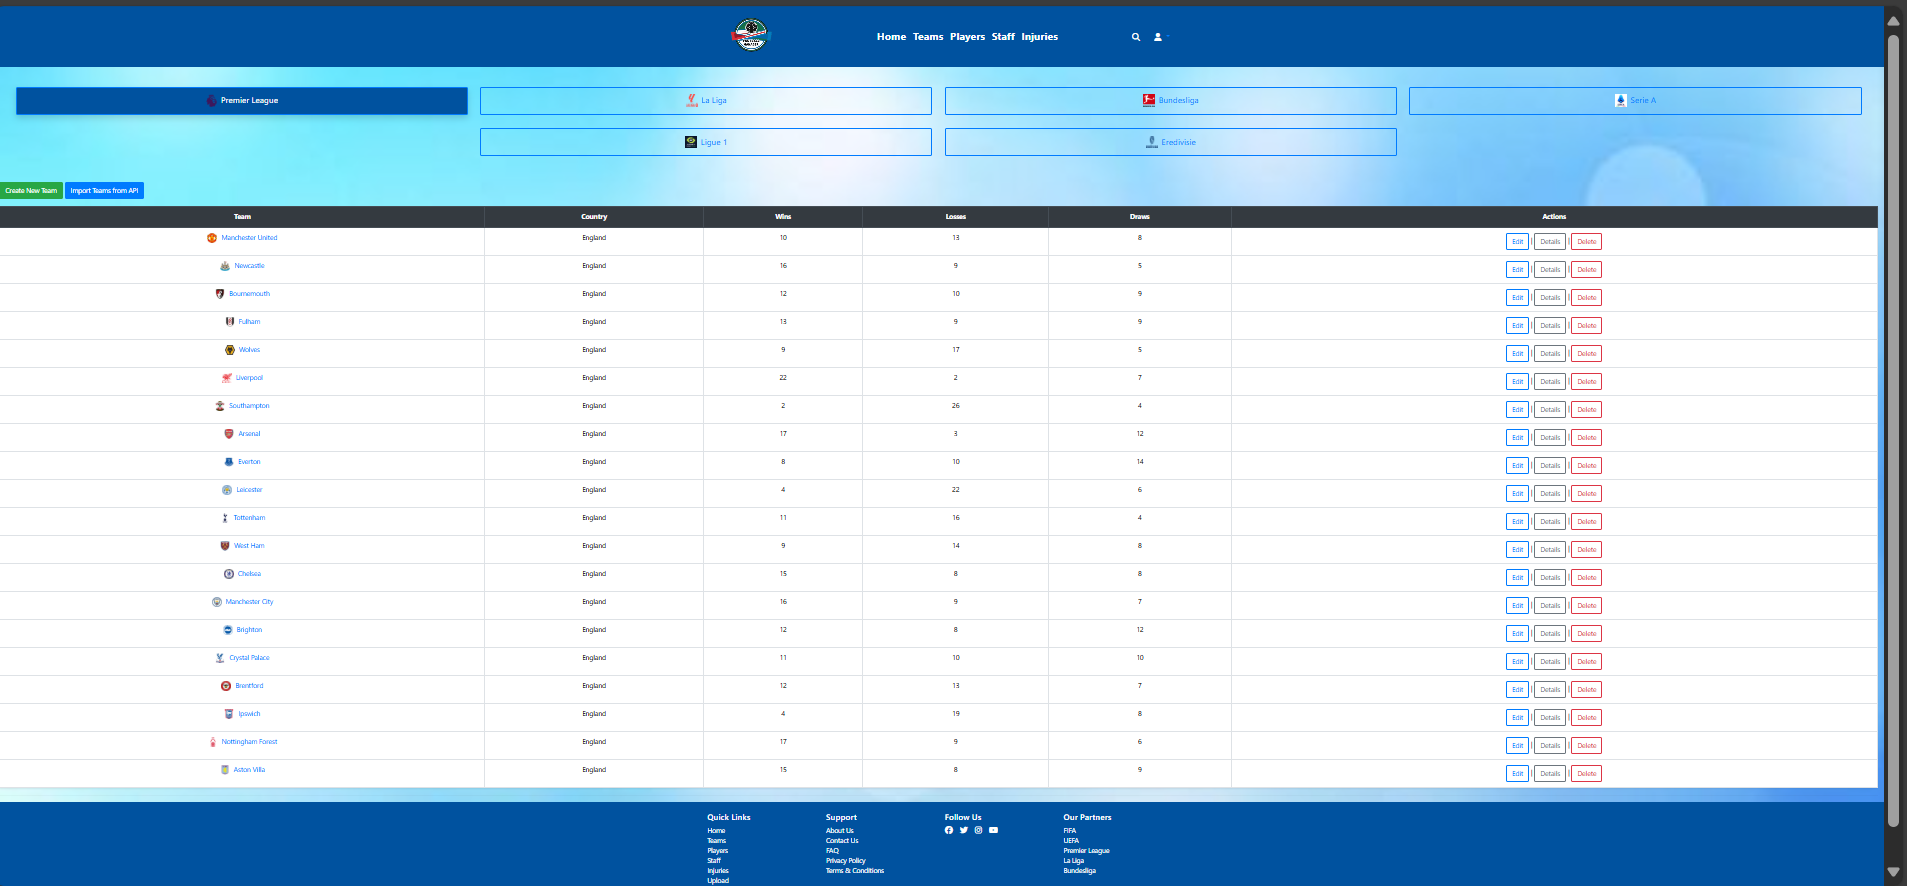 Home Teams Players Staff Injuries
Premier League La Liga Bundesliga Serie A
Ligue 1 Eredivisie
Create New Team Import Teams from API
Team Country Wins Losses Draws Actions
Manchester United England 10 13 8 Edit | Details | Delete
Newcastle England 16 9 5 Edit | Details | Delete
Bournemouth England 12 10 9 Edit | Details | Delete
Fulham England 13 9 9 Edit | Details | Delete
Wolves England 9 17 5 Edit | Details | Delete
Liverpool England 22 2 7 Edit | Details | Delete
Southampton England 2 26 4 Edit | Details | Delete
Arsenal England 17 3 12 Edit | Details | Delete
Everton England 8 10 14 Edit | Details | Delete
Leicester England 4 22 6 Edit | Details | Delete
Tottenham England 11 16 4 Edit | Details | Delete
West Ham England 9 14 8 Edit | Details | Delete
Chelsea England 15 8 8 Edit | Details | Delete
Manchester City England 16 9 7 Edit | Details | Delete
Brighton England 12 8 12 Edit | Details | Delete
Crystal Palace England 11 10 10 Edit | Details | Delete
Brentford England 12 13 7 Edit | Details | Delete
Ipswich England 4 19 8 Edit | Details | Delete
Nottingham Forest England 17 9 6 Edit | Details | Delete
Aston Villa England 15 8 9 Edit | Details | Delete
Quick Links
Home
Teams
Players
Staff
Injuries
Upload
Support
About Us
Contact Us
FAQ
Privacy Policy
Terms & Conditions
Follow Us
Our Partners
FIFA
UEFA
Premier League
La Liga
Bundesliga